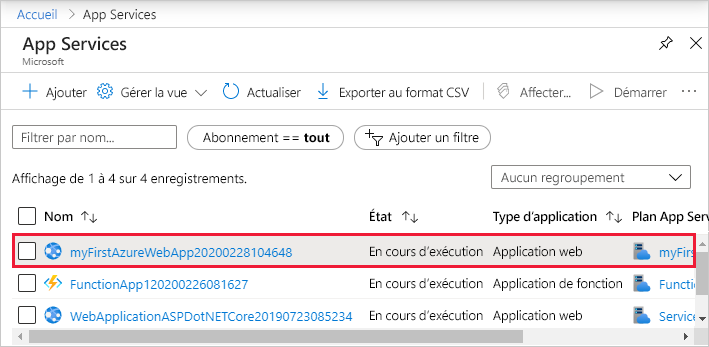 Accueil > App Services
App Services
Microsoft
Ajouter Gérer la vue Actualiser Exporter au format CSV Affecter... Démarrer ...
Filtrer par nom... Abonnement == tout Ajouter un filtre
Affichage de 1 à 4 sur 4 enregistrements. Aucun regroupement
Nom État Type d'application Plan App Serv
myFirstAzureWebApp20200228104648 En cours d'exécution Application web myFirs
FunctionApp120200226081627 En cours d'exécution Application de fonction Functio
WebApplicationASPDotNETCore20190723085234 En cours d'exécution Application web Service